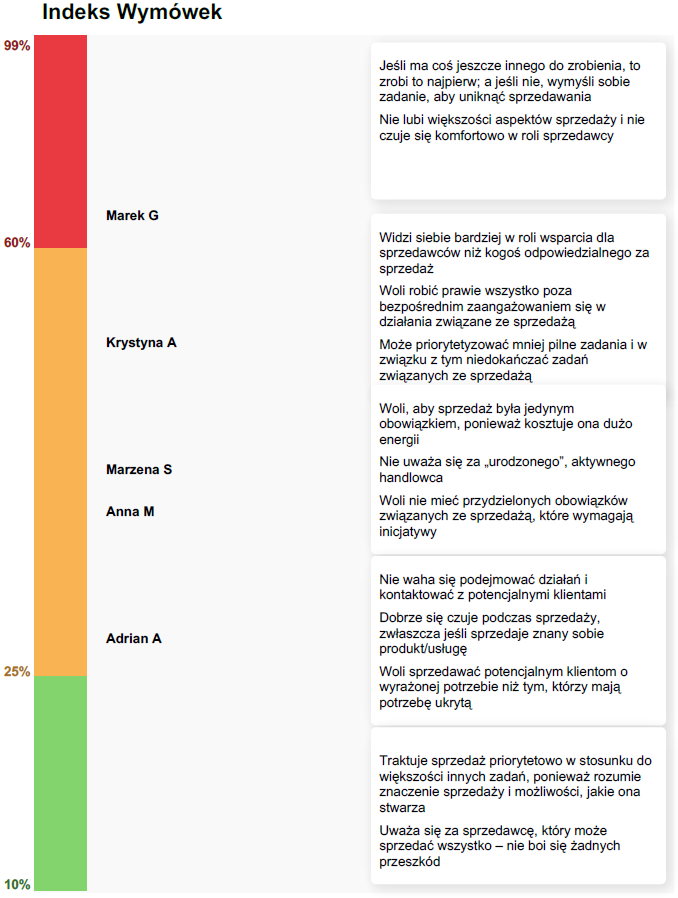 Indeks Wymówek
99%
Jeśli ma coś jeszcze innego do zrobienia, to
zrobi to najpierw; a jeśli nie, wymyśli sobie
zadanie, aby uniknąć sprzedawania
Nie lubi większości aspektów sprzedaży i nie
czuje się komfortowo w roli sprzedawcy
Marek G
60%
Widzi siebie bardziej w roli wsparcia dla
sprzedawców niż kogoś odpowiedzialnego za
sprzedaż
Woli robić prawie wszystko poza
bezpośrednim zaangażowaniem się w
działania związane ze sprzedażą
Krystyna A
Może priorytetyzować mniej pilne zadania i w
związku z tym niedokańczać zadań
związanych ze sprzedażą
Woli, aby sprzedaż była jedynym
obowiązkiem, ponieważ kosztuje ona dużo
energii
Marzena S
Nie uważa się za „urodzonego”, aktywnego
handlowca
Anna M
Woli nie mieć przydzielonych obowiązków
związanych ze sprzedażą, które wymagają
inicjatywy
Nie waha się podejmować działań i
kontaktować z potencjalnymi klientami
Adrian A
Dobrze się czuje podczas sprzedaży,
zwłaszcza jeśli sprzedaje znany sobie
produkt/usługę
25%
Woli sprzedawać potencjalnym klientom o
wyrażonej potrzebie niż tym, którzy mają
potrzebę ukrytą
Traktuje sprzedaż priorytetowo w stosunku do
większości innych zadań, ponieważ rozumie
znaczenie sprzedaży i możliwości, jakie ona
stwarza
Uważa się za sprzedawcę, który może
sprzedać wszystko – nie boi się żadnych
przeszkód
10%